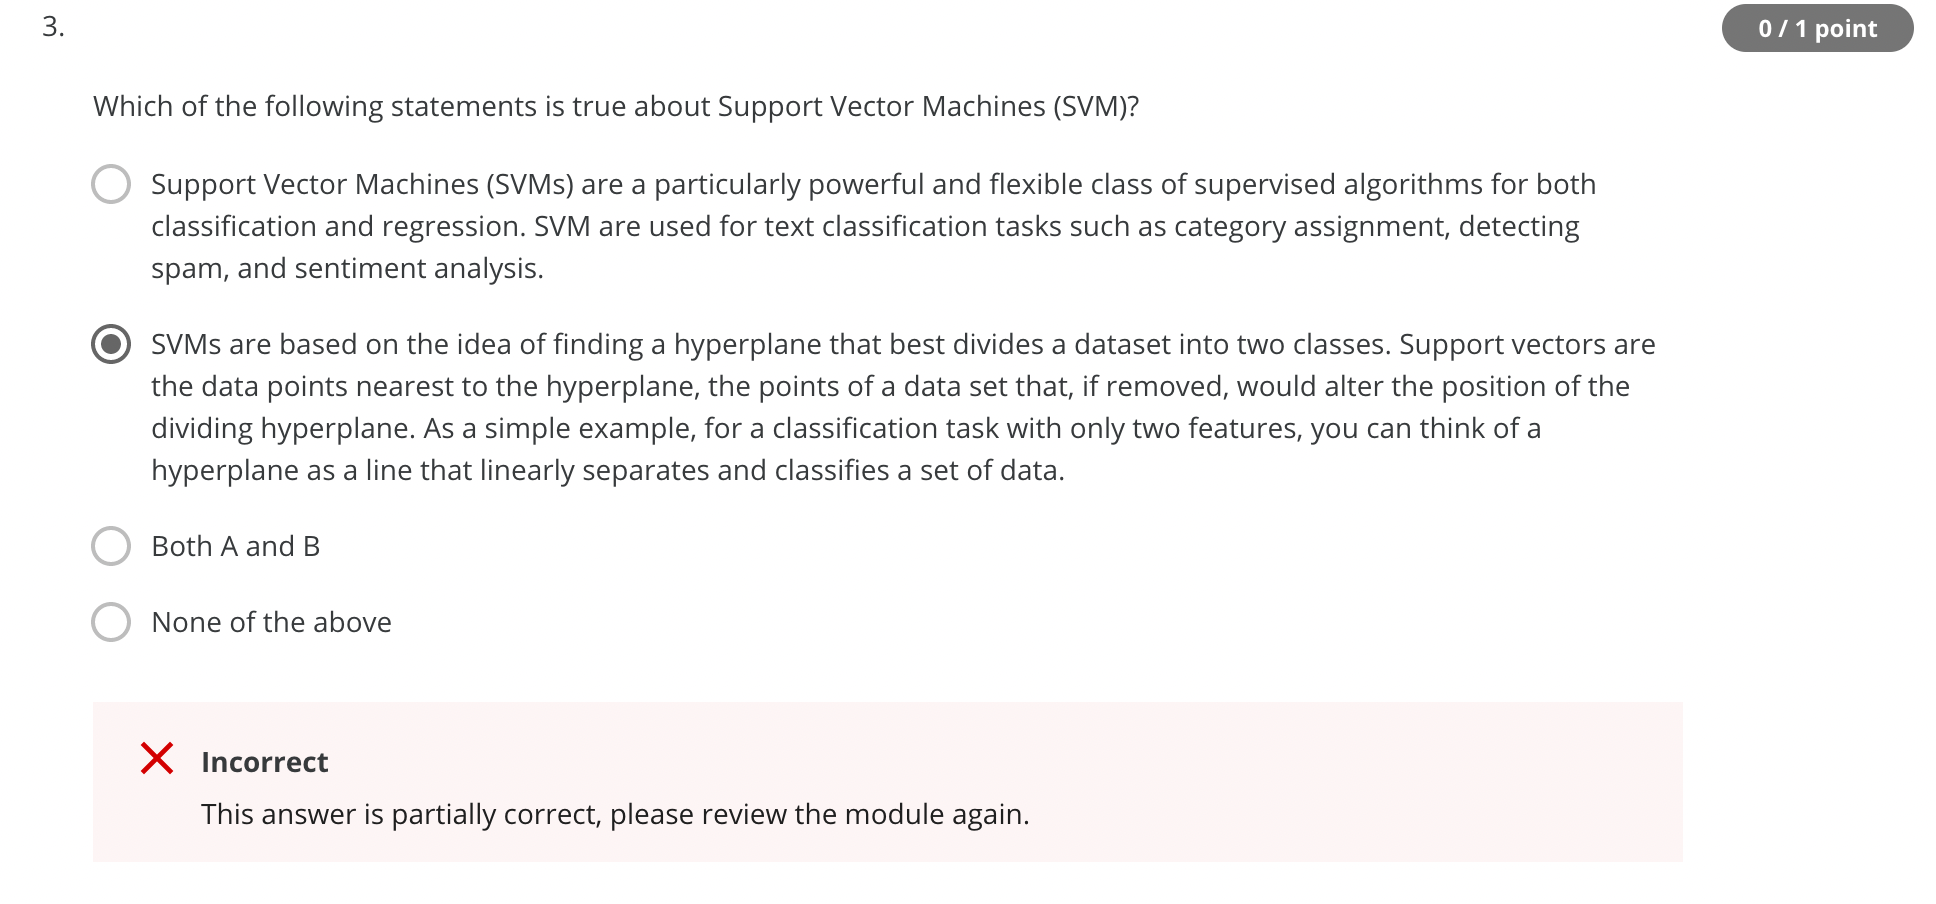 3.
0 / 1 point
Which of the following statements is true about Support Vector Machines (SVM)?
Support Vector Machines (SVMs) are a particularly powerful and flexible class of supervised algorithms for both
classification and regression. SVM are used for text classification tasks such as category assignment, detecting
spam, and sentiment analysis.
SVMs are based on the idea of finding a hyperplane that best divides a dataset into two classes. Support vectors are
the data points nearest to the hyperplane, the points of a data set that, if removed, would alter the position of the
dividing hyperplane. As a simple example, for a classification task with only two features, you can think of a
hyperplane as a line that linearly separates and classifies a set of data.
Both A and B
None of the above
Incorrect
This answer is partially correct, please review the module again.